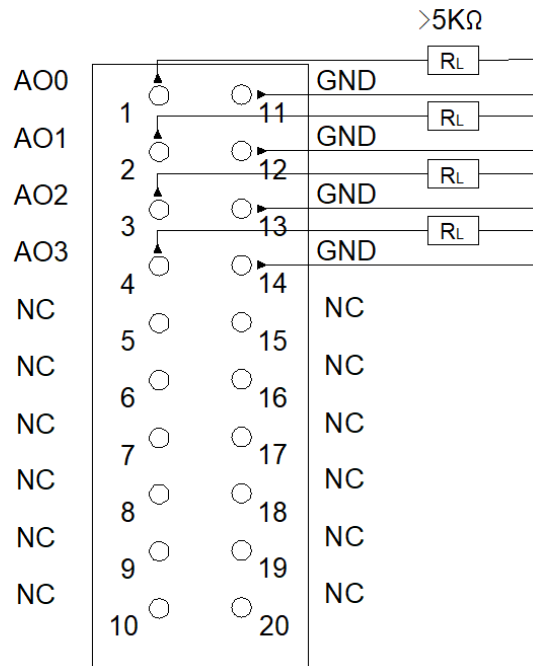 >5KΩ
RL
AO0 1 11 GND
RL
AO1 2 12 GND
RL
AO2 3 13 GND
RL
AO3 4 14 GND
NC 5 15 NC
NC 6 16 NC
NC 7 17 NC
NC 8 18 NC
NC 9 19 NC
NC 10 20 NC